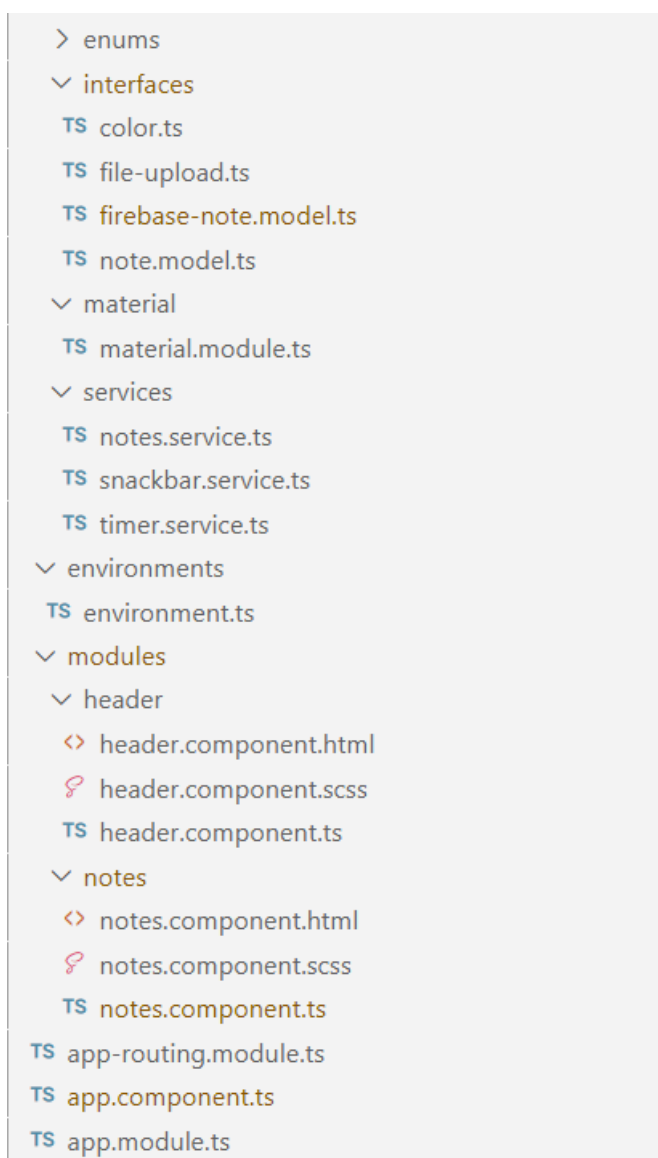 enums
interfaces
TS color.ts
TS file-upload.ts
TS firebase-note.model.ts
TS note.model.ts
material
TS material.module.ts
services
TS notes.service.ts
TS snackbar.service.ts
TS timer.service.ts
environments
TS environment.ts
modules
header
<> header.component.html
header.component.scss
TS header.component.ts
notes
<> notes.component.html
notes.component.scss
TS notes.component.ts
TS app-routing.module.ts
TS app.component.ts
TS app.module.ts